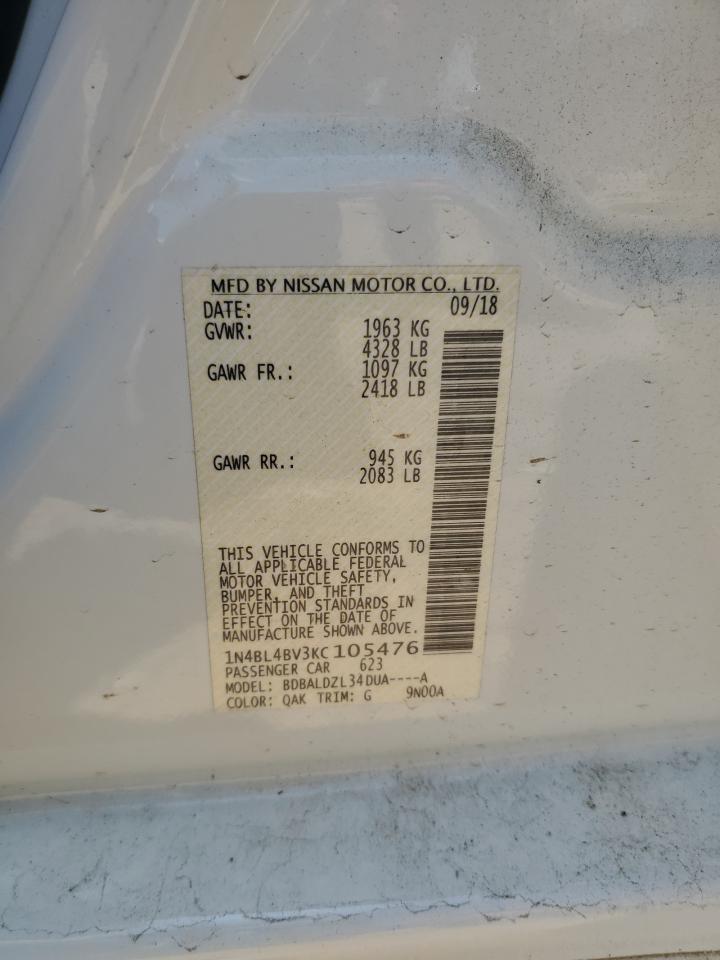 MFD BY NISSAN MOTOR CO., LTD.
DATE: 09/18
GVWR: 1963 KG
4328 LB
GAWR FR.: 1097 KG
2418 LB
GAWR RR.: 945 KG
2083 LB
THIS VEHICLE CONFORMS TO
ALL APPLICABLE FEDERAL
MOTOR VEHICLE SAFETY,
BUMPER, AND THEFT
PREVENTION STANDARDS IN
EFFECT ON THE DATE OF
MANUFACTURE SHOWN ABOVE.
1N4BL4BV3KC105476
PASSENGER CAR 623
MODEL: BDBALDZL34DUA----A
COLOR: QAK TRIM: G 9N00A